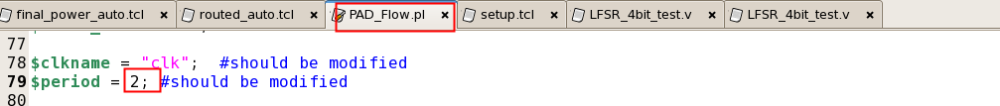 final_power_auto.tcl × routed_auto.tcl × PAD_Flow.pl × setup.tcl × LFSR_4bit_test.v × LFSR_4bit_test.v ×
77
78 $clkname = "clk"; #should be modified
79 $period = 2; #should be modified
80